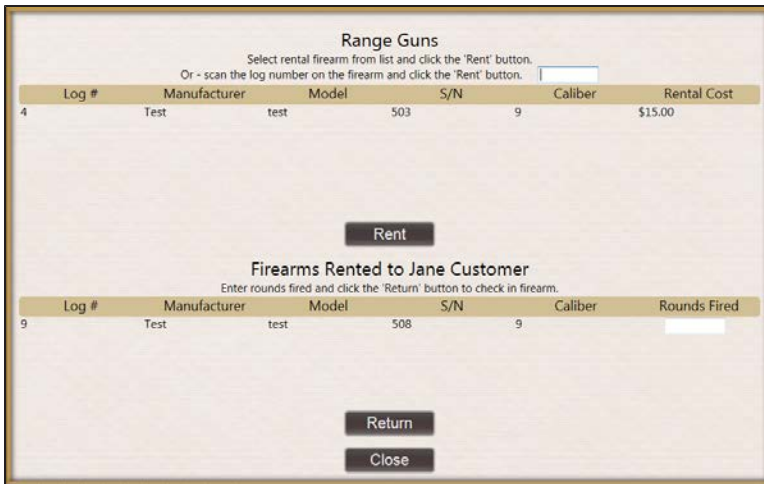 Range Guns
Select rental firearm from list and click the 'Rent' button.
Or - scan the log number on the firearm and click the 'Rent' button.
Log # Manufacturer Model S/N Caliber Rental Cost
4 Test test 503 9 $15.00
Rent
Firearms Rented to Jane Customer
Enter rounds fired and click the 'Return' button to check in firearm.
Log # Manufacturer Model S/N Caliber Rounds Fired
9 Test test 508 9
Return
Close